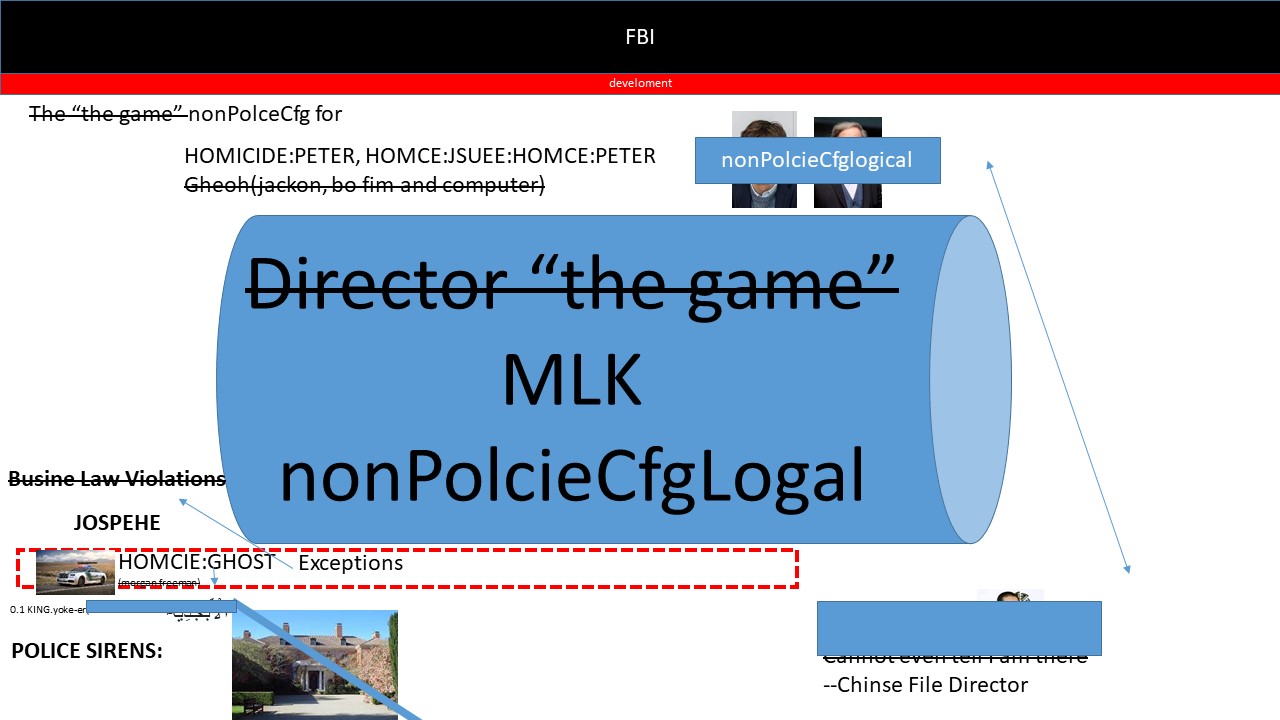 FBI
develoment
The “the game” nonPolceCfg for
HOMICIDE:PETER, HOMCE:JSUEE:HOMCE:PETER
Gheoh(jackon, bo fim and computer)
nonPolcieCfglogical
Director “the game”
MLK
nonPolcieCfgLogal
Busine Law Violations
JOSPEHE
HOMCIE:GHOST
Exceptions
(morgan freeman)
0.1 KING.yoke-en
POLICE SIRENS:
Cannot even tell I am there
--Chinse File Director